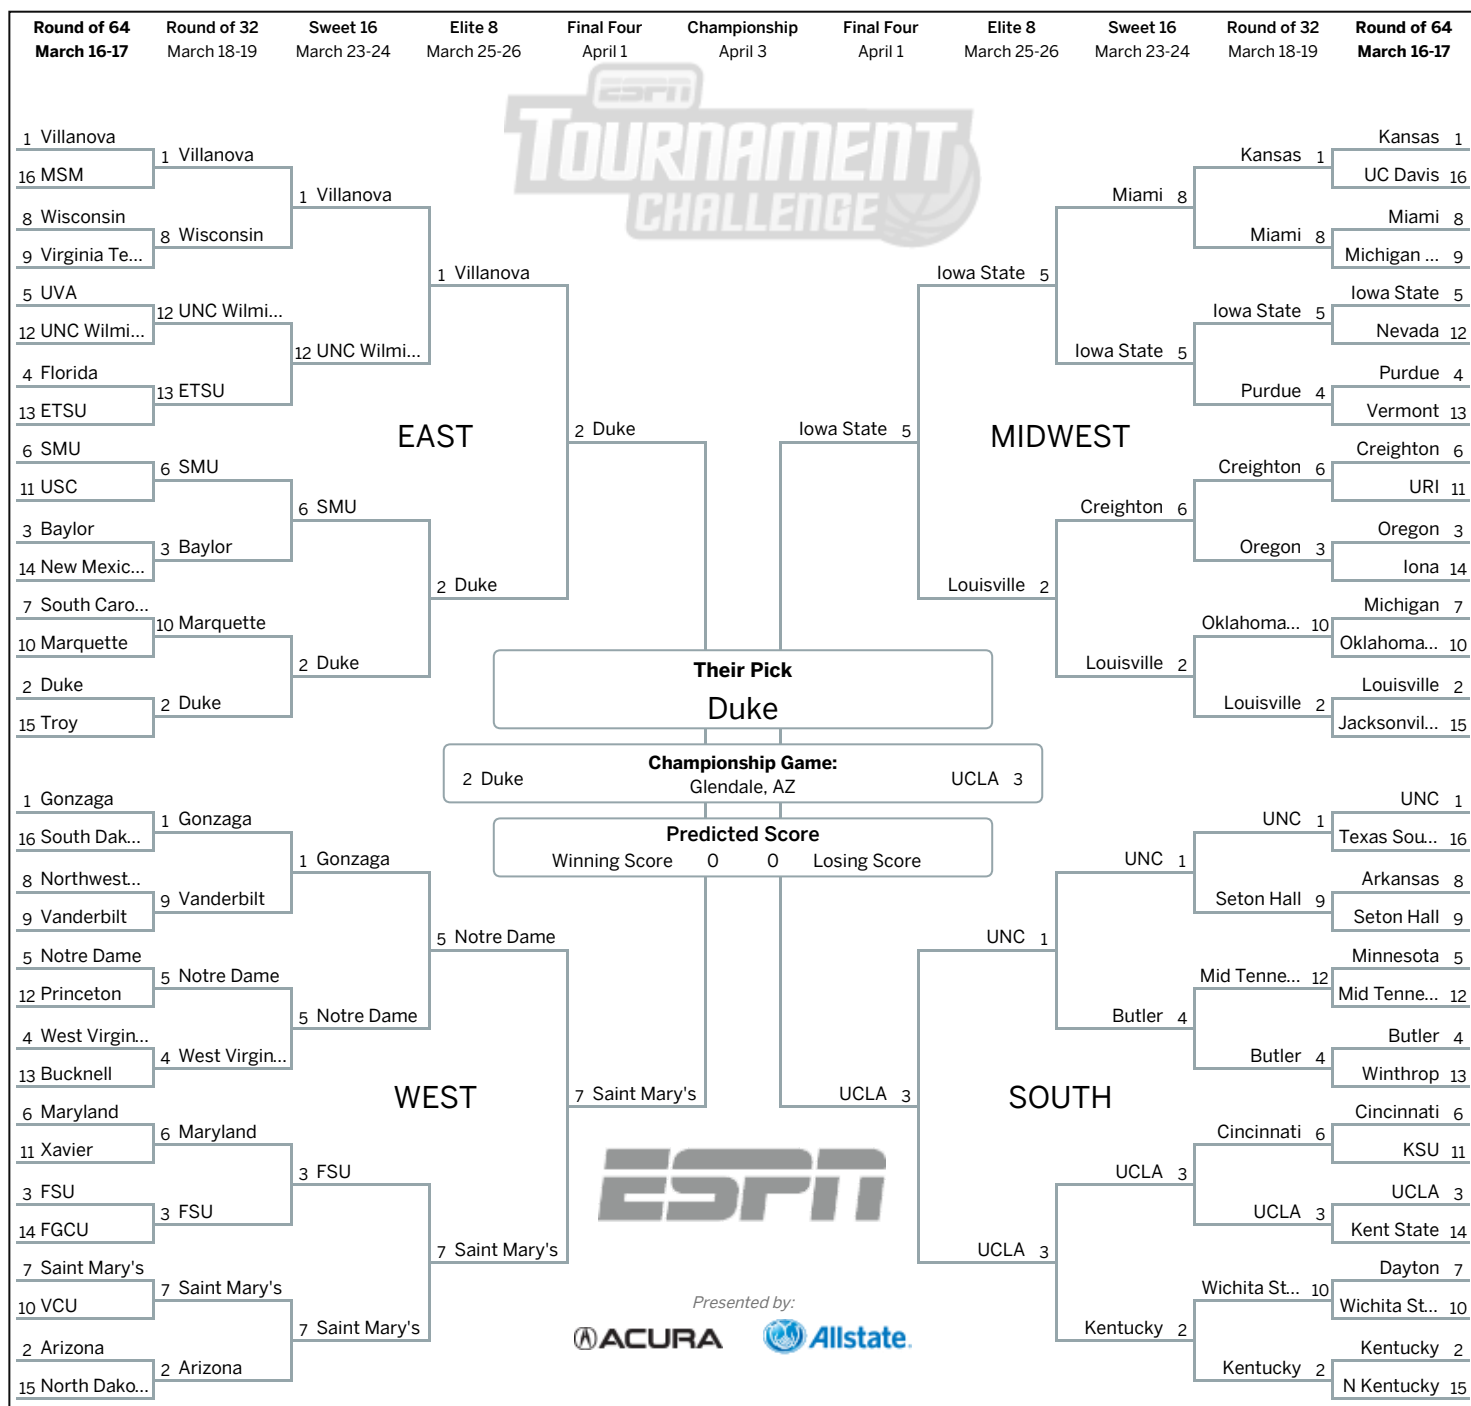 Round of 64 Round of 32 Sweet 16 Elite 8 Final Four Championship Final Four Elite 8 Sweet 16 Round of 32 Round of 64
March 16-17 March 18-19 March 23-24 March 25-26 April 1 April 3 April 1 March 25-26 March 23-24 March 18-19 March 16-17
ESPN
TOURNAMENT
CHALLENGE
1 Villanova
16 MSM
8 Wisconsin
9 Virginia Te...
5 UVA
12 UNC Wilmi...
4 Florida
13 ETSU
6 SMU
11 USC
3 Baylor
14 New Mexic...
7 South Caro...
10 Marquette
2 Duke
15 Troy
1 Villanova
8 Wisconsin
12 UNC Wilmi...
13 ETSU
6 SMU
3 Baylor
10 Marquette
2 Duke
1 Villanova
12 UNC Wilmi...
6 SMU
2 Duke
1 Villanova
2 Duke
EAST
2 Duke
Iowa State 5
MIDWEST
Iowa State 5
Louisville 2
Miami 8
Iowa State 5
Creighton 6
Louisville 2
Kansas 1
Miami 8
Iowa State 5
Purdue 4
Creighton 6
Oregon 3
Oklahoma... 10
Louisville 2
Kansas 1
UC Davis 16
Miami 8
Michigan ... 9
Iowa State 5
Nevada 12
Purdue 4
Vermont 13
Creighton 6
URI 11
Oregon 3
Iona 14
Michigan 7
Oklahoma... 10
Louisville 2
Jacksonvil... 15
Their Pick
Duke
Championship Game:
2 Duke Glendale, AZ UCLA 3
Predicted Score
Winning Score 0 0 Losing Score
1 Gonzaga
16 South Dak...
8 Northwest...
9 Vanderbilt
5 Notre Dame
12 Princeton
4 West Virgin...
13 Bucknell
6 Maryland
11 Xavier
3 FSU
14 FGCU
7 Saint Mary's
10 VCU
2 Arizona
15 North Dako...
1 Gonzaga
9 Vanderbilt
5 Notre Dame
4 West Virgin...
6 Maryland
3 FSU
7 Saint Mary's
2 Arizona
1 Gonzaga
5 Notre Dame
3 FSU
7 Saint Mary's
5 Notre Dame
7 Saint Mary's
WEST
7 Saint Mary's
UCLA 3
SOUTH
UNC 1
UCLA 3
UNC 1
Butler 4
UCLA 3
Kentucky 2
UNC 1
Seton Hall 9
Mid Tenne... 12
Butler 4
Cincinnati 6
UCLA 3
Wichita St... 10
Kentucky 2
UNC 1
Texas Sou... 16
Arkansas 8
Seton Hall 9
Minnesota 5
Mid Tenne... 12
Butler 4
Winthrop 13
Cincinnati 6
KSU 11
UCLA 3
Kent State 14
Dayton 7
Wichita St... 10
Kentucky 2
N Kentucky 15
ESPN
Presented by:
ACURA Allstate.